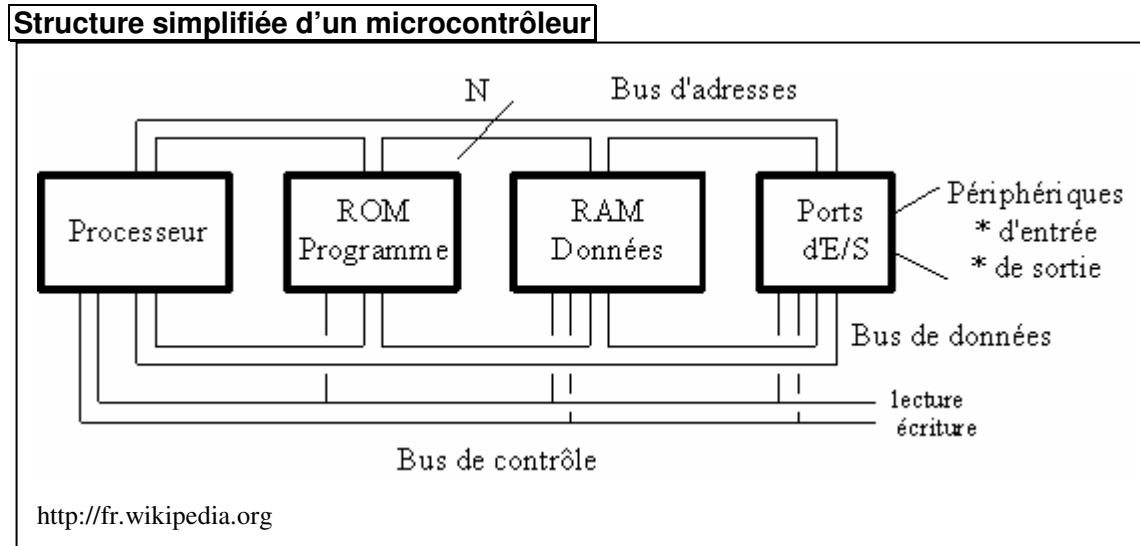 Structure simplifiée d’un microcontrôleur
N
Bus d'adresses
Processeur
ROM
Programme
RAM
Données
Ports
d'E/S
Périphériques
* d'entrée
* de sortie
Bus de données
lecture
écriture
Bus de contrôle
http://fr.wikipedia.org